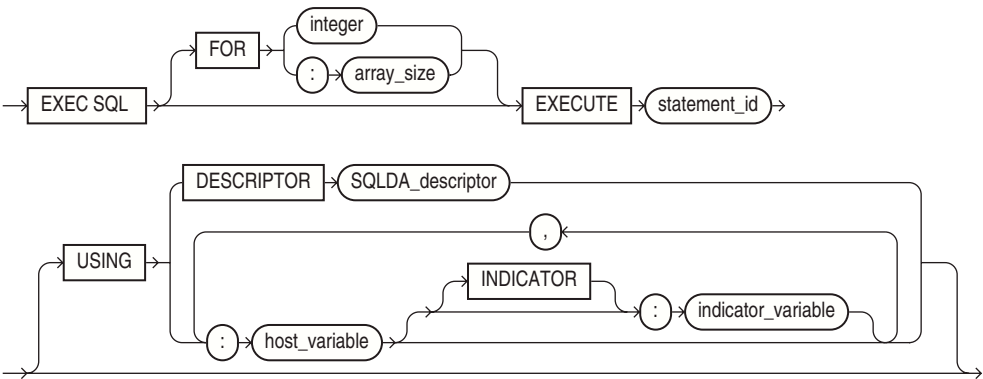 integer
FOR
: array_size
EXEC SQL EXECUTE statement_id
DESCRIPTOR SQLDA_descriptor
,
USING
INDICATOR
: indicator_variable
: host_variable